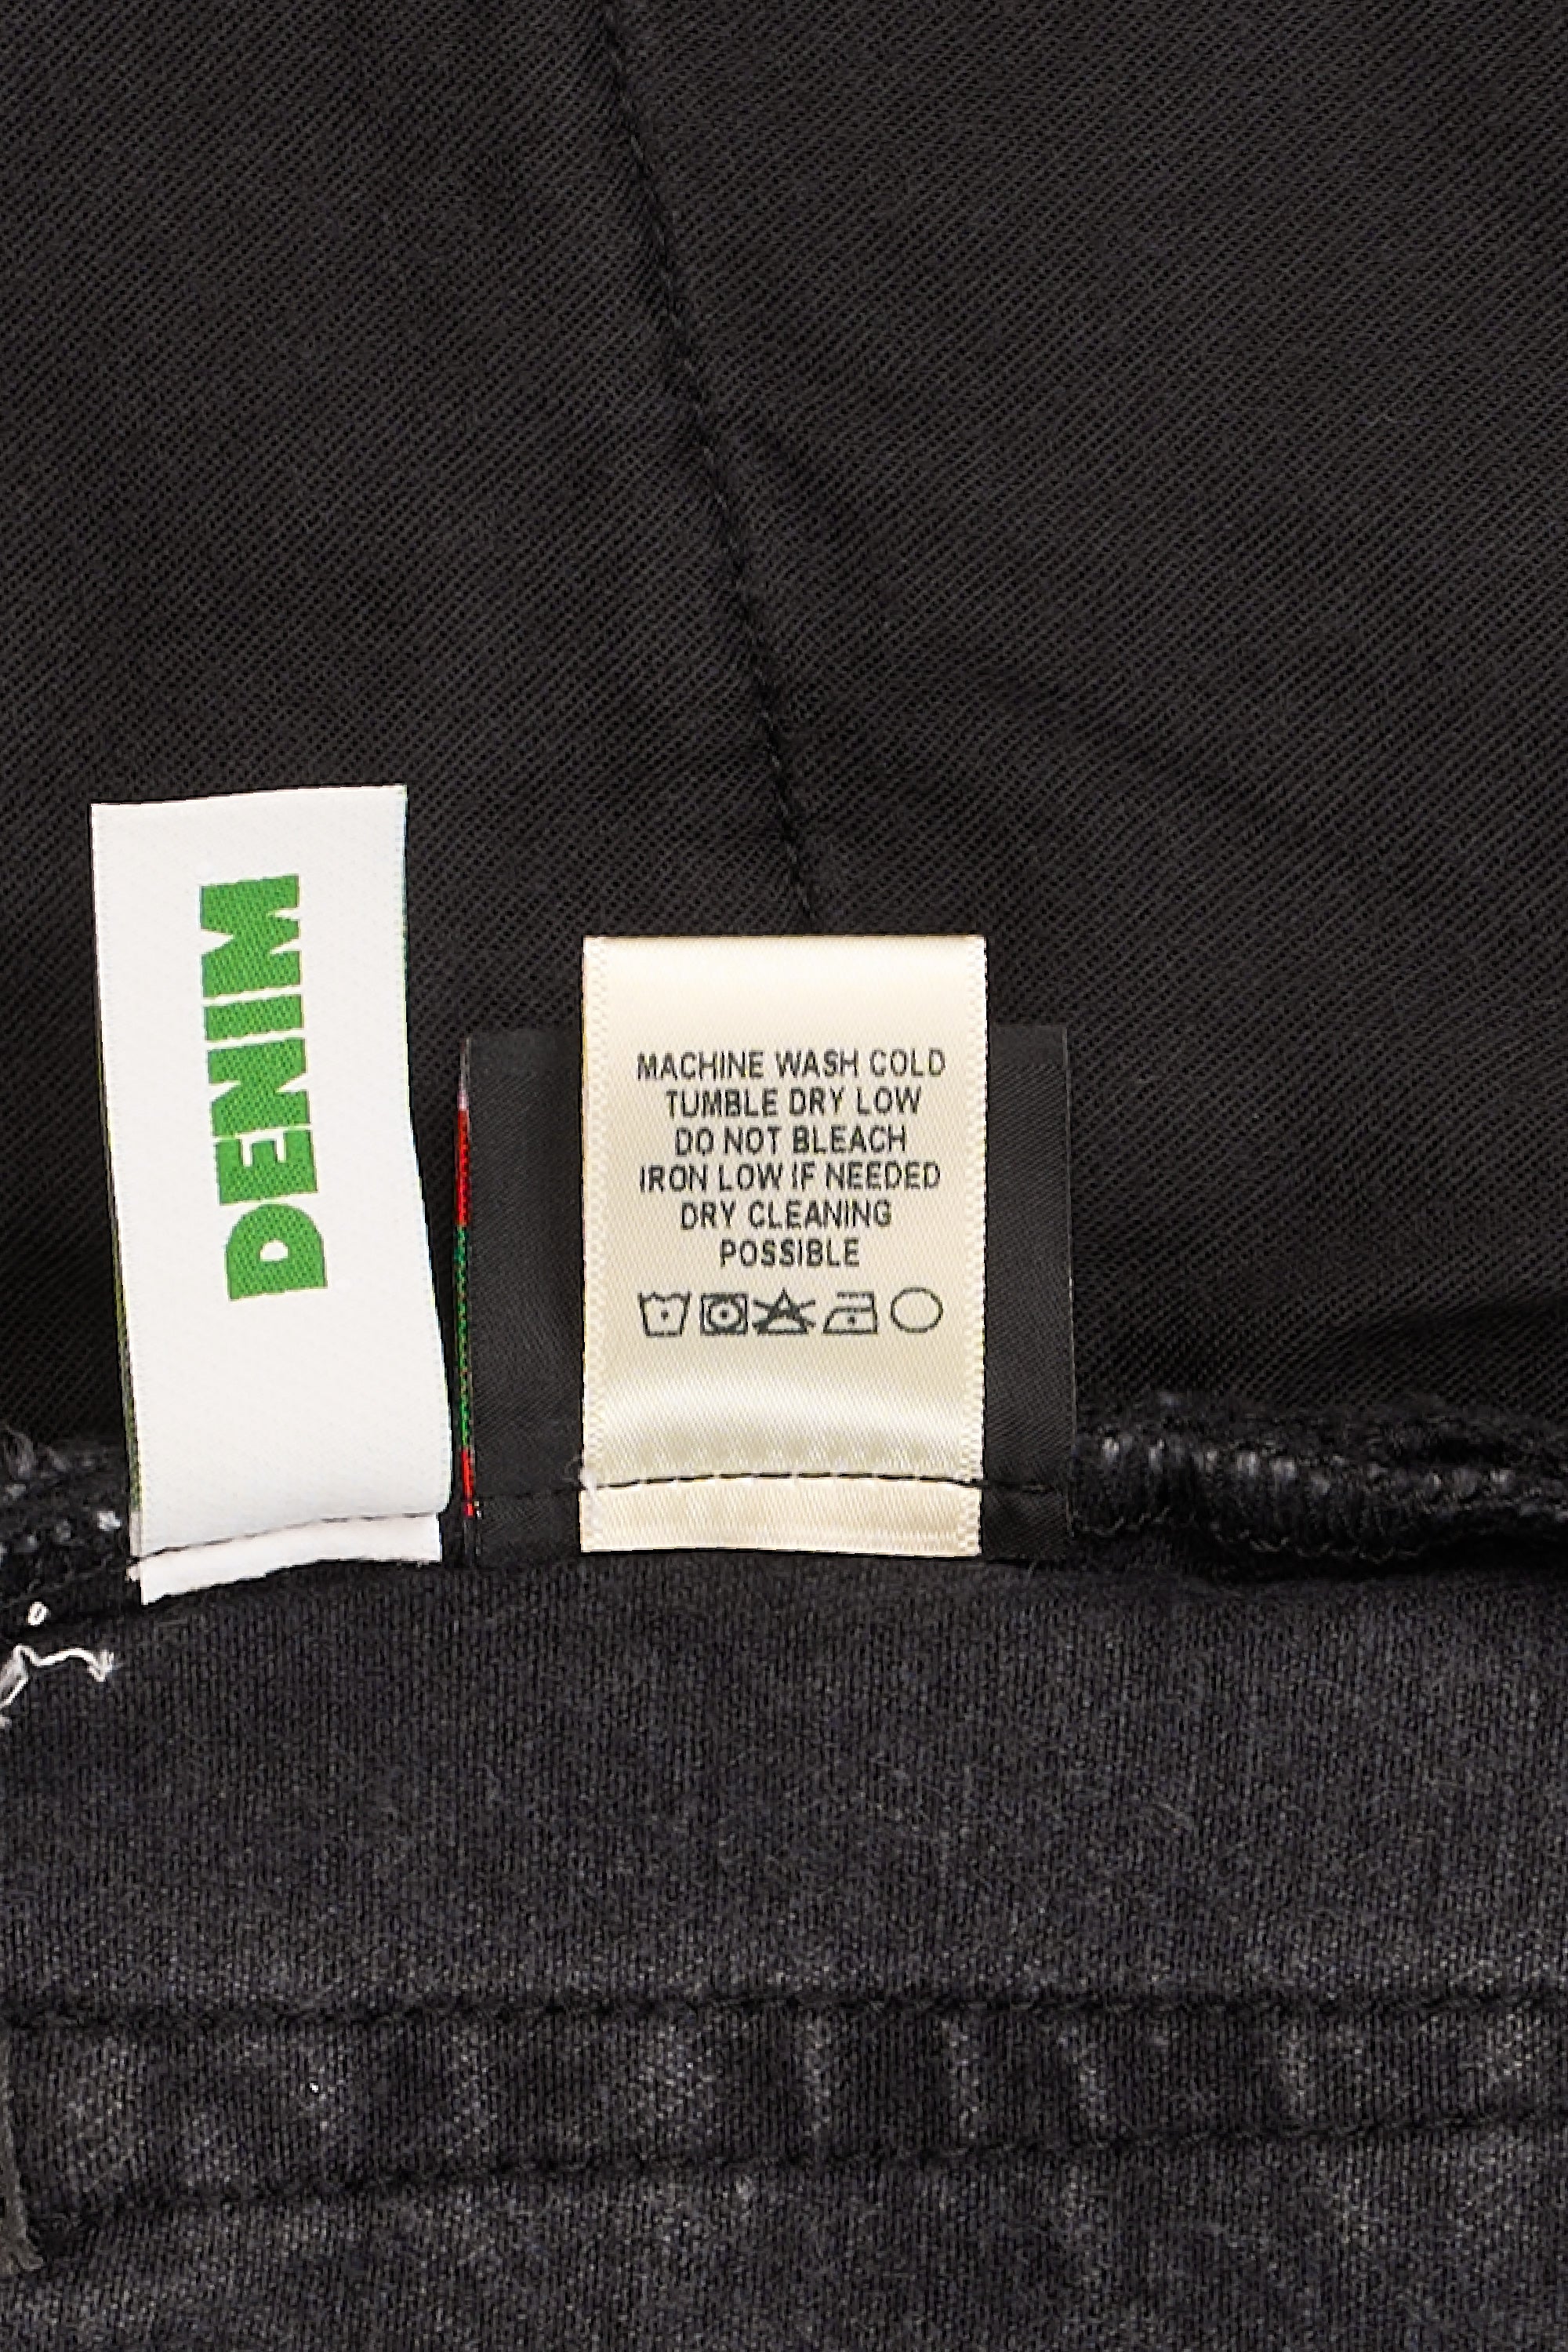 DENIM
MACHINE WASH COLD
TUMBLE DRY LOW
DO NOT BLEACH
IRON LOW IF NEEDED
DRY CLEANING
POSSIBLE